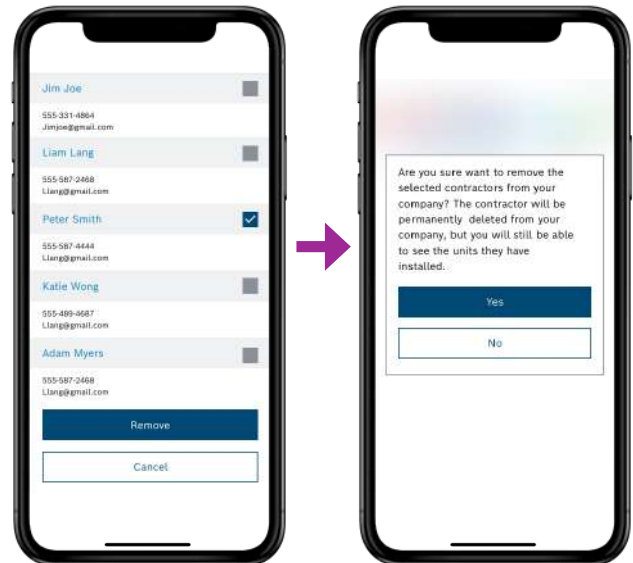 Jim Joe
555-331-4864
Jimjoe@gmail.com
Liam Lang
555-587-2468
Llang@gmail.com
Peter Smith
555-587-4444
Llang@gmail.com
Katie Wong
555-489-4687
Llang@gmail.com
Adam Myers
555-587-2468
Llang@gmail.com
Remove
Cancel
Are you sure want to remove the
selected contractors from your
company? The contractor will be
permanently deleted from your
company, but you will still be able
to see the units they have
installed.
Yes
No